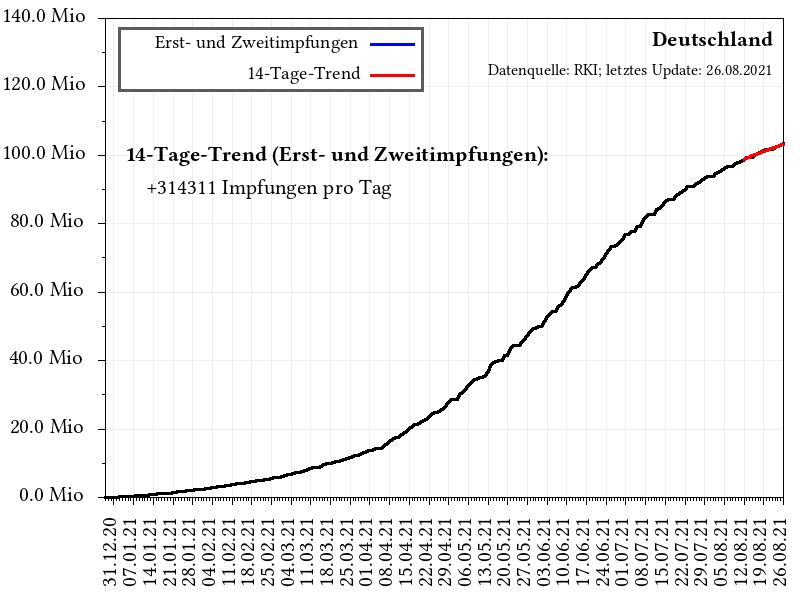 140.0 Mio
120.0 Mio
100.0 Mio
80.0 Mio
60.0 Mio
40.0 Mio
20.0 Mio
0.0 Mio
Erst- und Zweitimpfungen
14-Tage-Trend
Deutschland
Datenquelle: RKI; letztes Update: 26.08.2021
14-Tage-Trend (Erst- und Zweitimpfungen):
+314311 Impfungen pro Tag
31.12.20
07.01.21
14.01.21
21.01.21
28.01.21
04.02.21
11.02.21
18.02.21
25.02.21
04.03.21
11.03.21
18.03.21
25.03.21
01.04.21
08.04.21
15.04.21
22.04.21
29.04.21
06.05.21
13.05.21
20.05.21
27.05.21
03.06.21
10.06.21
17.06.21
24.06.21
01.07.21
08.07.21
15.07.21
22.07.21
29.07.21
05.08.21
12.08.21
19.08.21
26.08.21